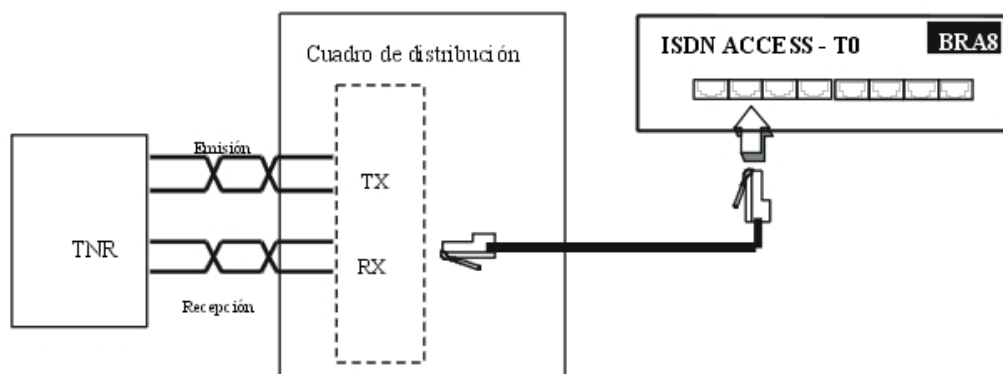 Cuadro de distribución
ISDN ACCESS - T0
BRA8
Emisión
TX
TNR
RX
Recepción